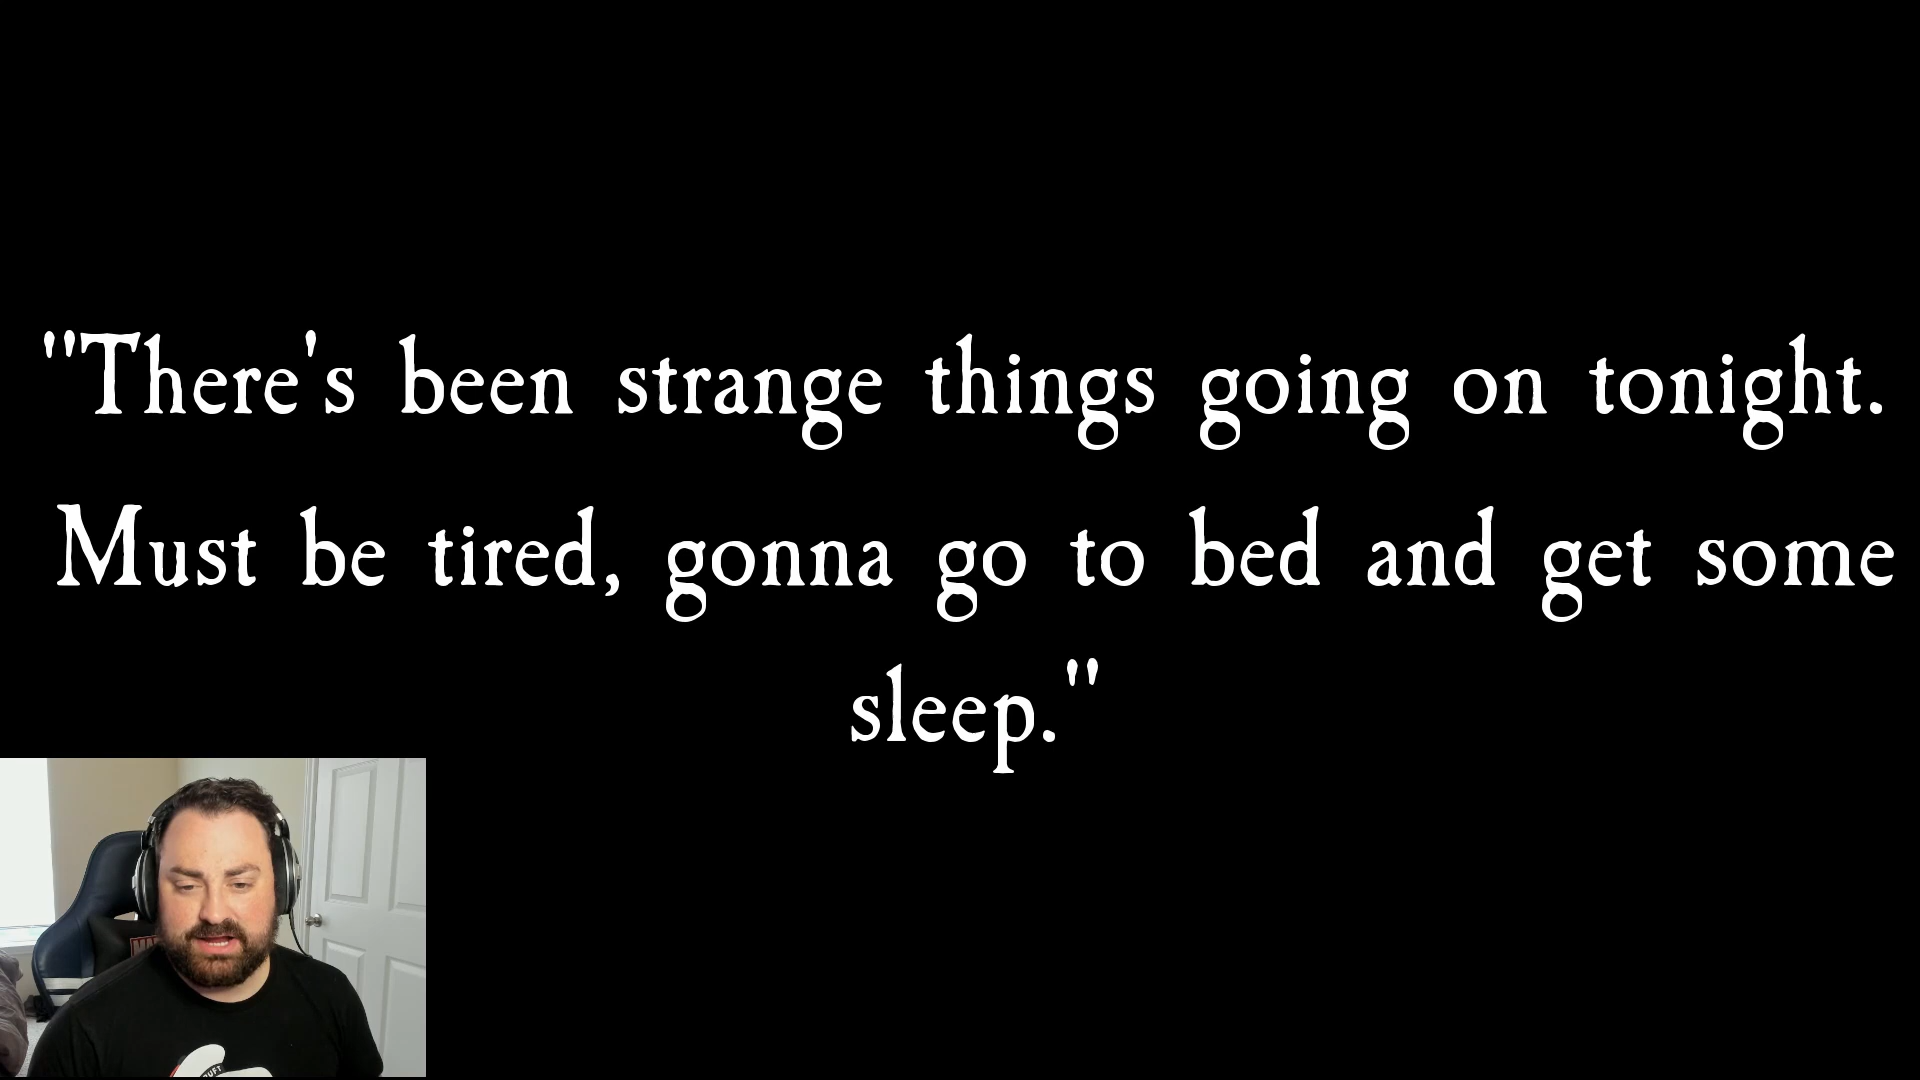 "There's been strange things going on tonight.
Must be tired, gonna go to bed and get some
sleep."